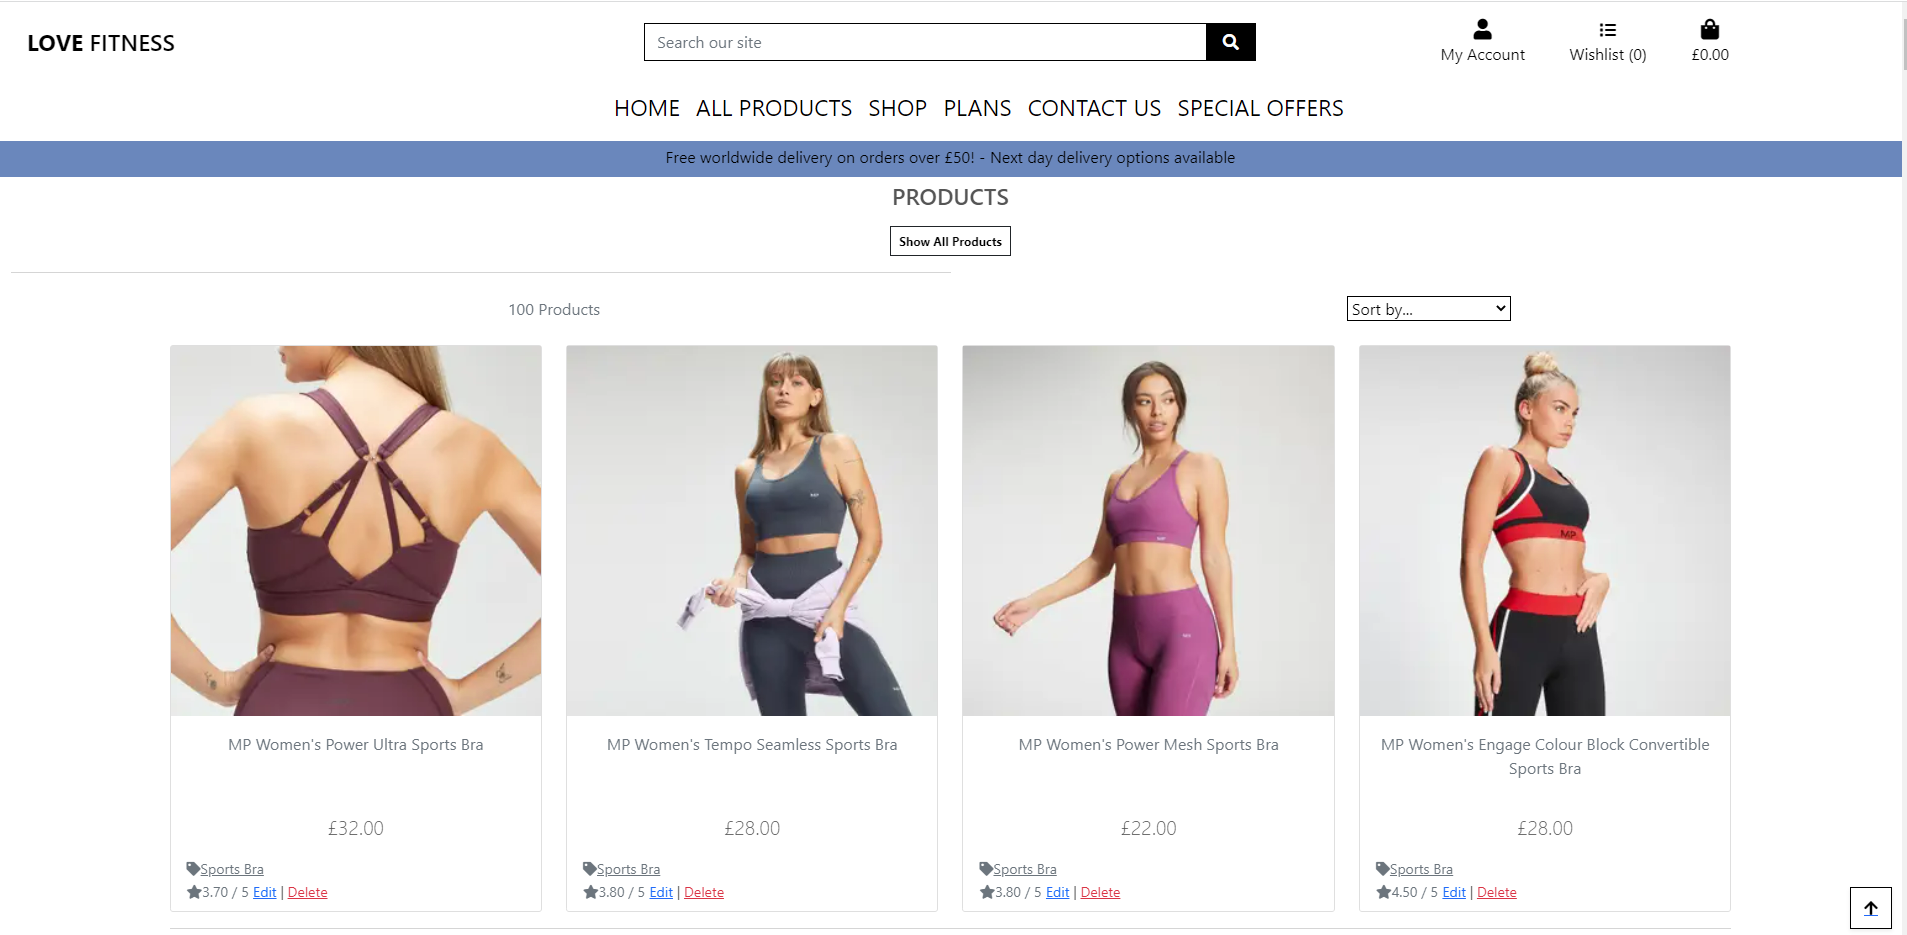 LOVE FITNESS
Search our site
My Account
Wishlist (0)
£0.00
HOME ALL PRODUCTS SHOP PLANS CONTACT US SPECIAL OFFERS
Free worldwide delivery on orders over £50! - Next day delivery options available
PRODUCTS
Show All Products
100 Products
Sort by...
MP
MP
MP Women's Power Ultra Sports Bra
£32.00
Sports Bra
3.70 / 5 Edit | Delete
MP Women's Tempo Seamless Sports Bra
£28.00
Sports Bra
3.80 / 5 Edit | Delete
MP Women's Power Mesh Sports Bra
£22.00
Sports Bra
3.80 / 5 Edit | Delete
MP Women's Engage Colour Block Convertible
Sports Bra
£28.00
Sports Bra
4.50 / 5 Edit | Delete